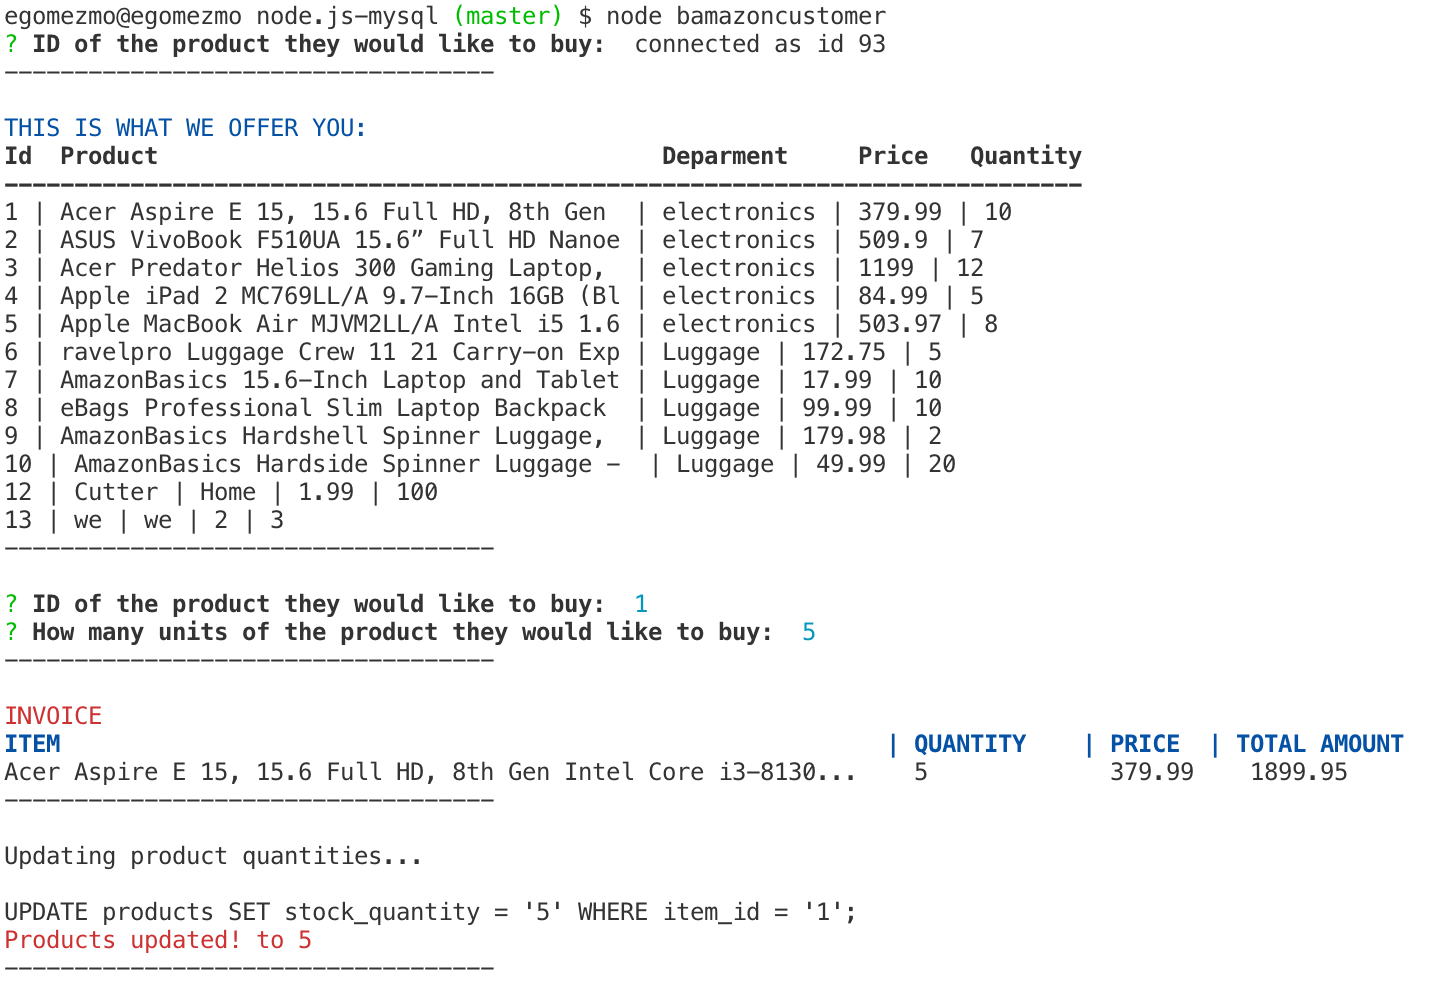 egomezmo@egomezmo node.js-mysql (master) $ node bamazoncustomer
? ID of the product they would like to buy:  connected as id 93
-----------------------------------
THIS IS WHAT WE OFFER YOU:
Id  Product                                    Deparment     Price   Quantity
-----------------------------------------------------------------------------
1 | Acer Aspire E 15, 15.6 Full HD, 8th Gen  | electronics | 379.99 | 10
2 | ASUS VivoBook F510UA 15.6” Full HD Nanoe | electronics | 509.9 | 7
3 | Acer Predator Helios 300 Gaming Laptop,  | electronics | 1199 | 12
4 | Apple iPad 2 MC769LL/A 9.7-Inch 16GB (Bl | electronics | 84.99 | 5
5 | Apple MacBook Air MJVM2LL/A Intel i5 1.6 | electronics | 503.97 | 8
6 | ravelpro Luggage Crew 11 21 Carry-on Exp | Luggage | 172.75 | 5
7 | AmazonBasics 15.6-Inch Laptop and Tablet | Luggage | 17.99 | 10
8 | eBags Professional Slim Laptop Backpack  | Luggage | 99.99 | 10
9 | AmazonBasics Hardshell Spinner Luggage,  | Luggage | 179.98 | 2
10 | AmazonBasics Hardside Spinner Luggage -  | Luggage | 49.99 | 20
12 | Cutter | Home | 1.99 | 100
13 | we | we | 2 | 3
-----------------------------------
? ID of the product they would like to buy:  1
? How many units of the product they would like to buy:  5
-----------------------------------
INVOICE
ITEM                                                           | QUANTITY    | PRICE  | TOTAL AMOUNT
Acer Aspire E 15, 15.6 Full HD, 8th Gen Intel Core i3-8130...    5             379.99    1899.95
-----------------------------------
Updating product quantities...
UPDATE products SET stock_quantity = '5' WHERE item_id = '1';
Products updated! to 5
-----------------------------------